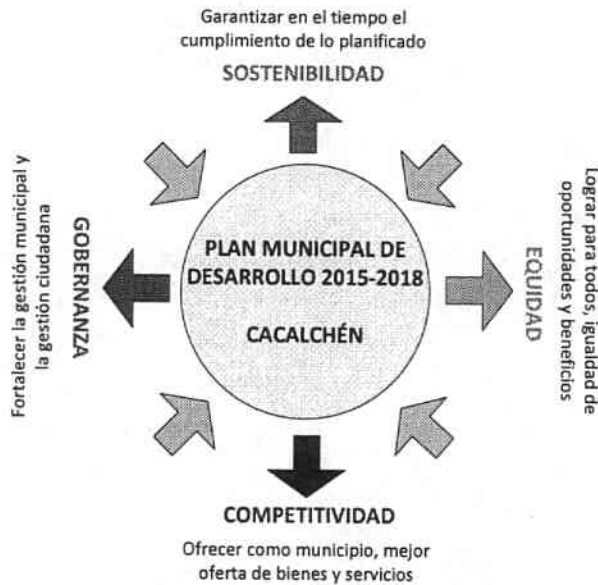 Garantizar en el tiempo el
cumplimiento de lo planificado
SOSTENIBILIDAD
Fortalecer la gestión municipal y
la gestión ciudadana
GOBERNANZA
PLAN MUNICIPAL DE
DESARROLLO 2015-2018
CACALCHÉN
EQUIDAD
Lograr para todos, igualdad de
oportunidades y beneficios
COMPETITIVIDAD
Ofrecer como municipio, mejor
oferta de bienes y servicios